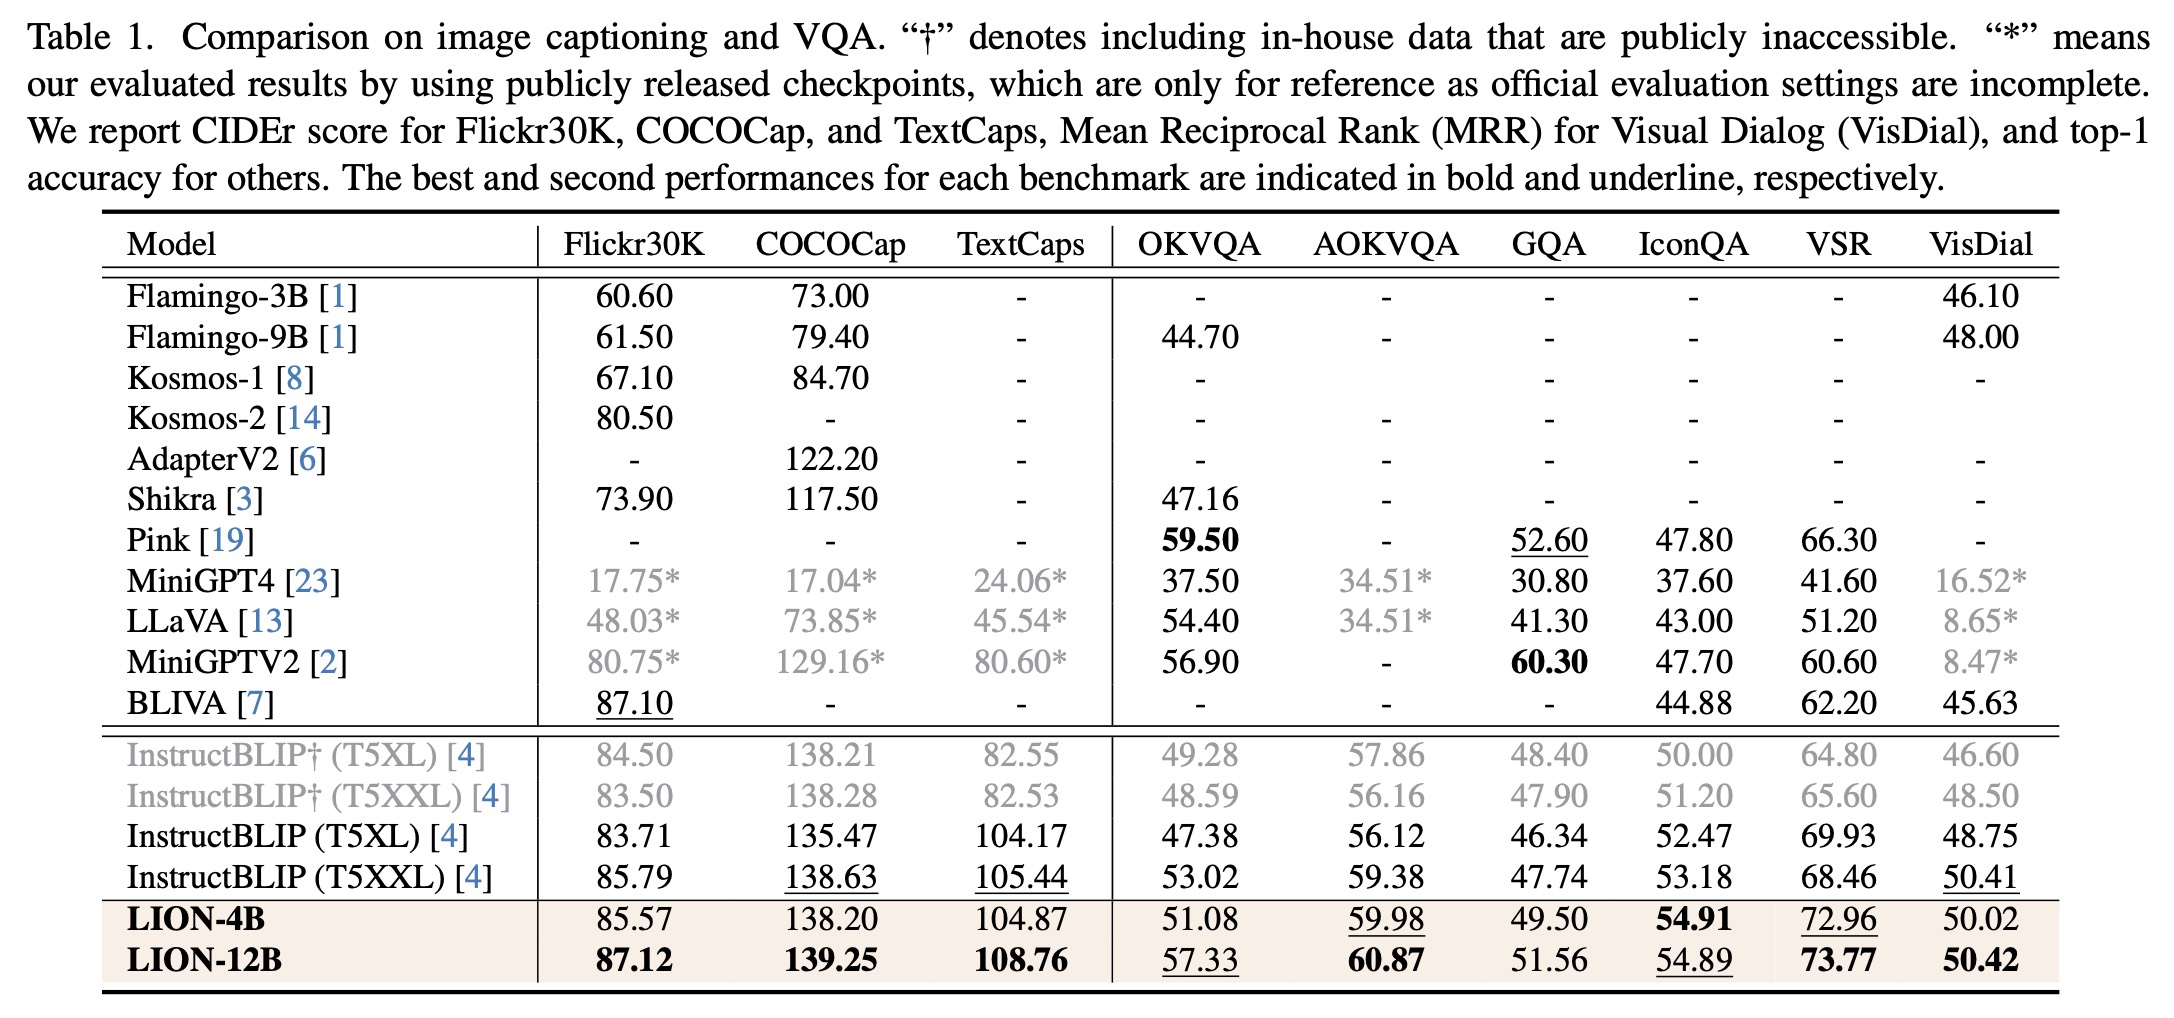 Table 1. Comparison on image captioning and VQA. “†” denotes including in-house data that are publicly inaccessible. “*” means
our evaluated results by using publicly released checkpoints, which are only for reference as official evaluation settings are incomplete.
We report CIDEr score for Flickr30K, COCOCap, and TextCaps, Mean Reciprocal Rank (MRR) for Visual Dialog (VisDial), and top-1
accuracy for others. The best and second performances for each benchmark are indicated in bold and underline, respectively.
Model Flickr30K COCOCap TextCaps OKVQA AOKVQA GQA IconQA VSR VisDial
Flamingo-3B [1] 60.60 73.00 - - - - - - 46.10
Flamingo-9B [1] 61.50 79.40 - 44.70 - - - - 48.00
Kosmos-1 [8] 67.10 84.70 - - - - - - -
Kosmos-2 [14] 80.50 - - - - - - -
AdapterV2 [6] - 122.20 - - - - - - -
Shikra [3] 73.90 117.50 - 47.16 - - - - -
Pink [19] - - - 59.50 - 52.60 47.80 66.30 -
MiniGPT4 [23] 17.75* 17.04* 24.06* 37.50 34.51* 30.80 37.60 41.60 16.52*
LLaVA [13] 48.03* 73.85* 45.54* 54.40 34.51* 41.30 43.00 51.20 8.65*
MiniGPTV2 [2] 80.75* 129.16* 80.60* 56.90 - 60.30 47.70 60.60 8.47*
BLIVA [7] 87.10 - - - - - 44.88 62.20 45.63
InstructBLIP† (T5XL) [4] 84.50 138.21 82.55 49.28 57.86 48.40 50.00 64.80 46.60
InstructBLIP† (T5XXL) [4] 83.50 138.28 82.53 48.59 56.16 47.90 51.20 65.60 48.50
InstructBLIP (T5XL) [4] 83.71 135.47 104.17 47.38 56.12 46.34 52.47 69.93 48.75
InstructBLIP (T5XXL) [4] 85.79 138.63 105.44 53.02 59.38 47.74 53.18 68.46 50.41
LION-4B 85.57 138.20 104.87 51.08 59.98 49.50 54.91 72.96 50.02
LION-12B 87.12 139.25 108.76 57.33 60.87 51.56 54.89 73.77 50.42